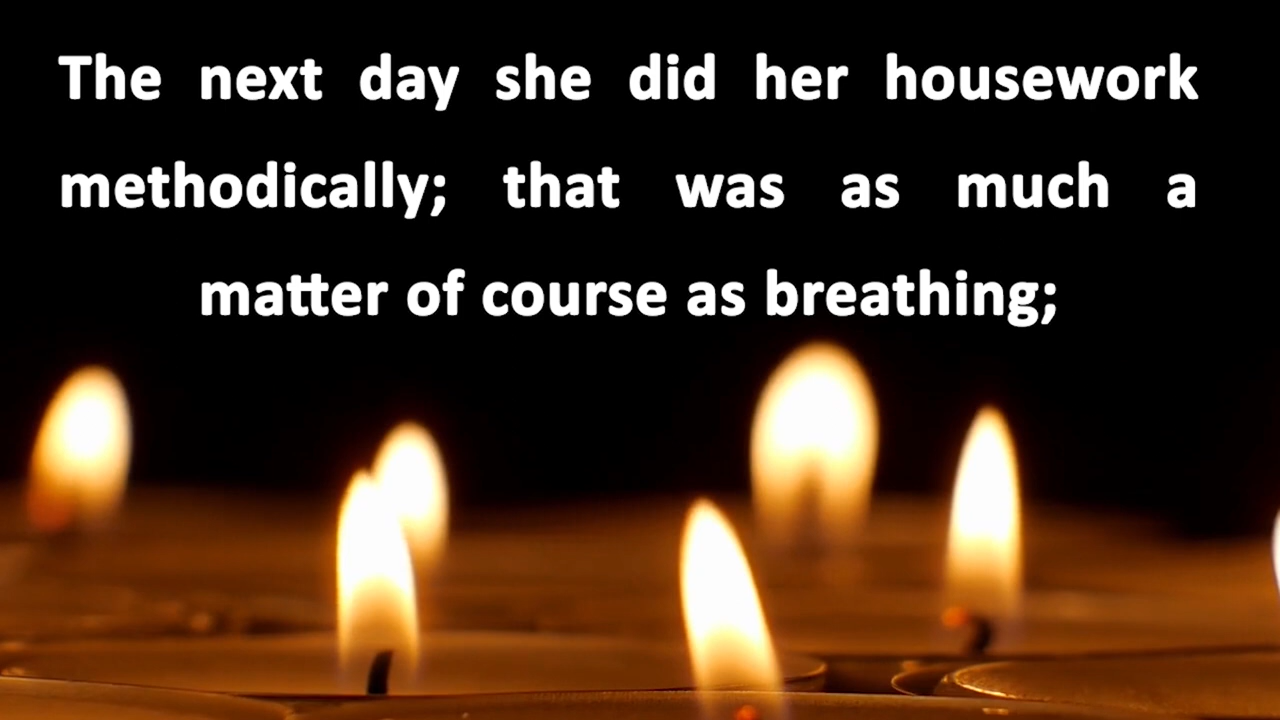 The next day she did her housework
methodically; that was as much a
matter of course as breathing;